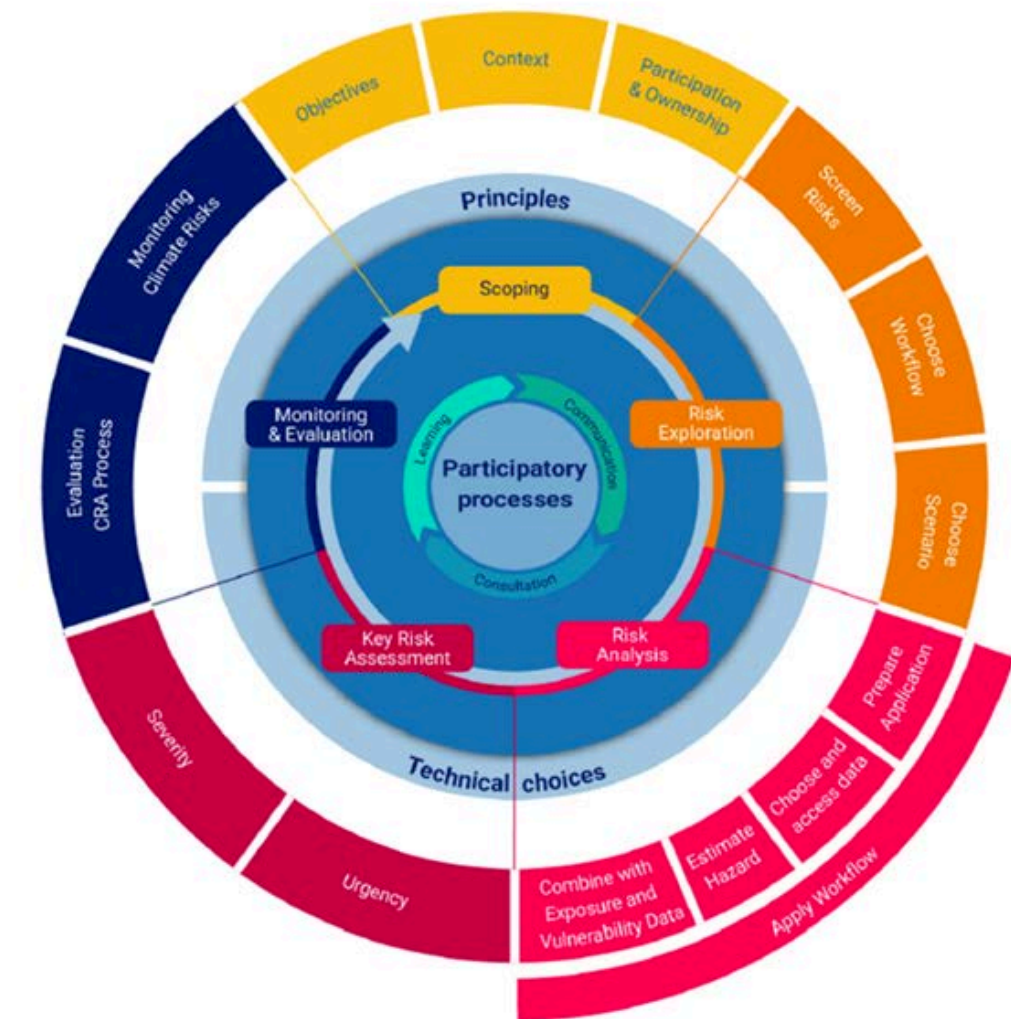 Objectives
Context
Participation
& Ownership
Screen
Risks
Choose
Workflow
Choose
Scenario
Prepare
Application
Choose and
access data
Estimate
Hazard
Combine with
Exposure and
Vulnerability Data
Apply Workflow
Urgency
Severity
Evaluation
CRA Process
Monitoring
Climate Risks
Principles
Scoping
Risk
Exploration
Risk
Analysis
Key Risk
Assessment
Monitoring
& Evaluation
Learning
Communication
Consultation
Participatory
processes
Technical choices